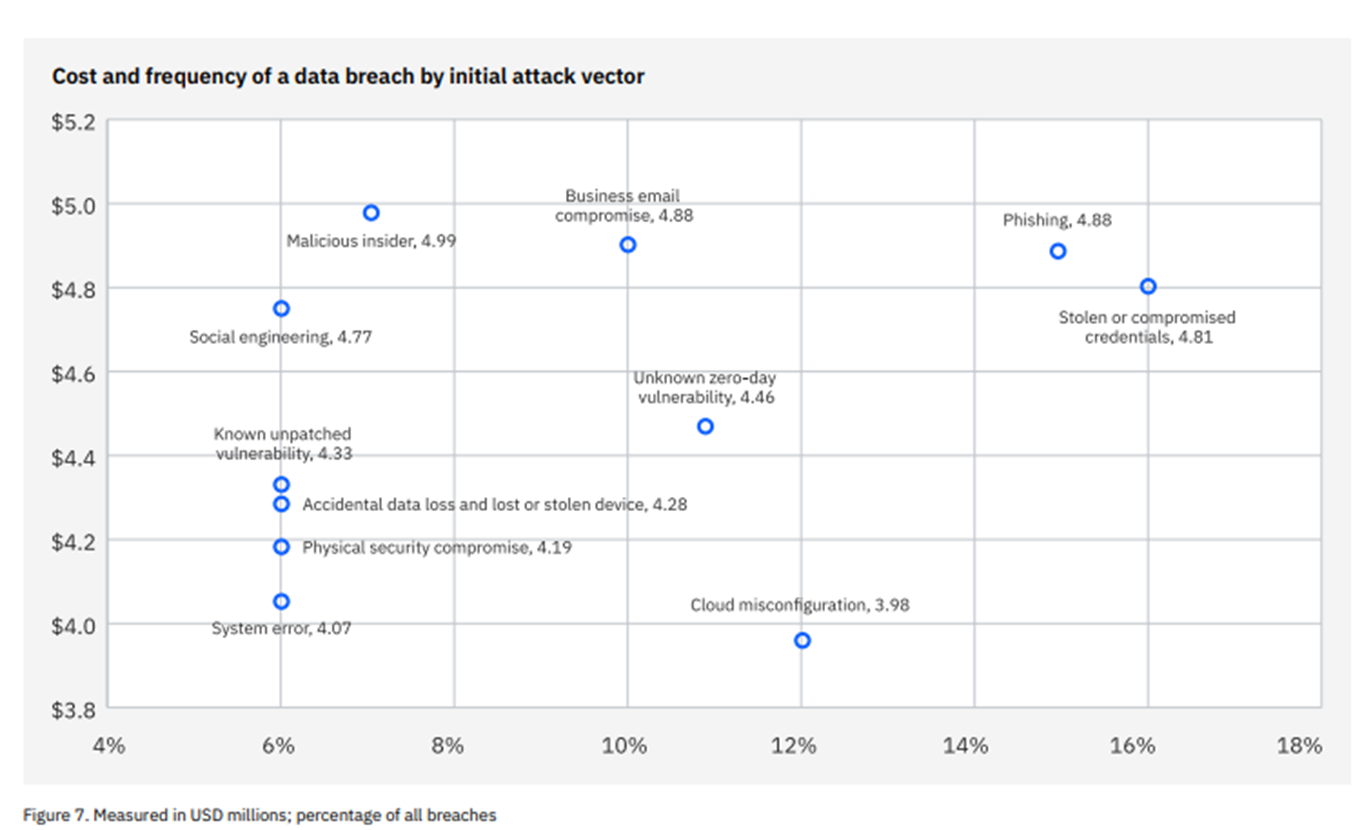 Cost and frequency of a data breach by initial attack vector
$5.2
$5.0
$4.8
$4.6
$4.4
$4.2
$4.0
$3.8
Business email
compromise, 4.88
Phishing, 4.88
Malicious insider, 4.99
Stolen or compromised
credentials, 4.81
Social engineering, 4.77
Unknown zero-day
vulnerability, 4.46
Known unpatched
vulnerability, 4.33
Accidental data loss and lost or stolen device, 4.28
Physical security compromise, 4.19
Cloud misconfiguration, 3.98
System error, 4.07
4% 6% 8% 10% 12% 14% 16% 18%
Figure 7. Measured in USD millions; percentage of all breaches